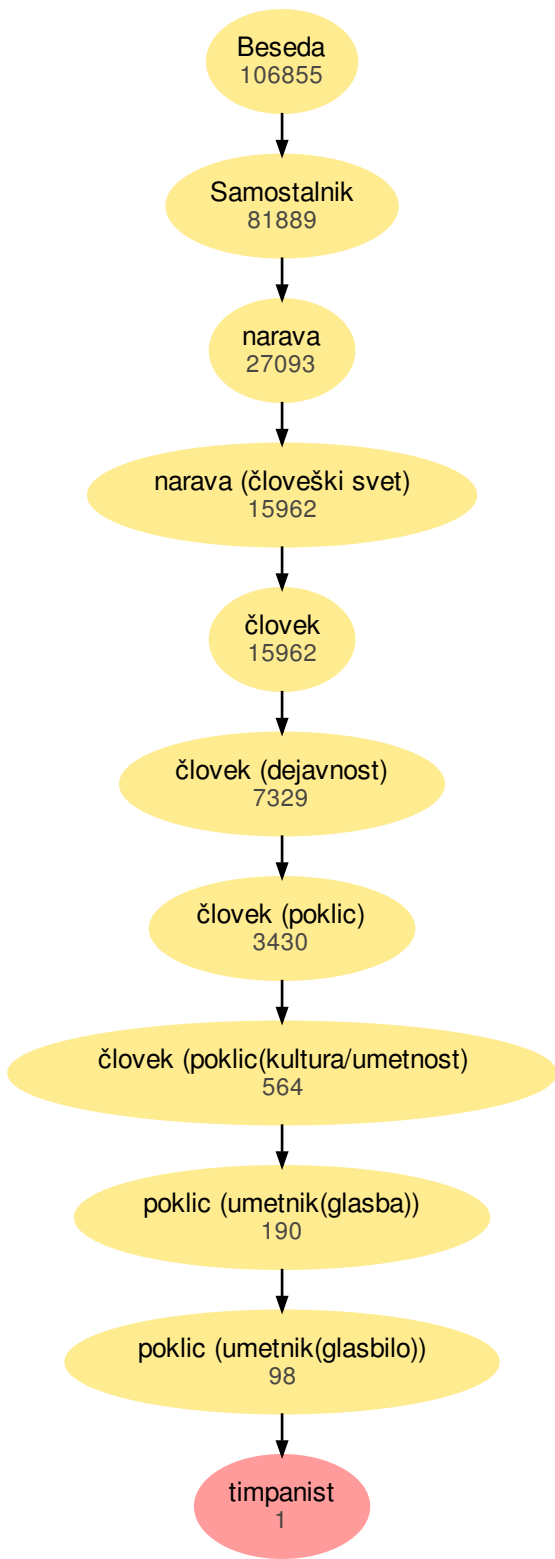 Beseda
106855
Samostalnik
81889
narava
27093
narava (človeški svet)
15962
človek
15962
človek (dejavnost)
7329
človek (poklic)
3430
človek (poklic(kultura/umetnost)
564
poklic (umetnik(glasba))
190
poklic (umetnik(glasbilo))
98
timpanist
1